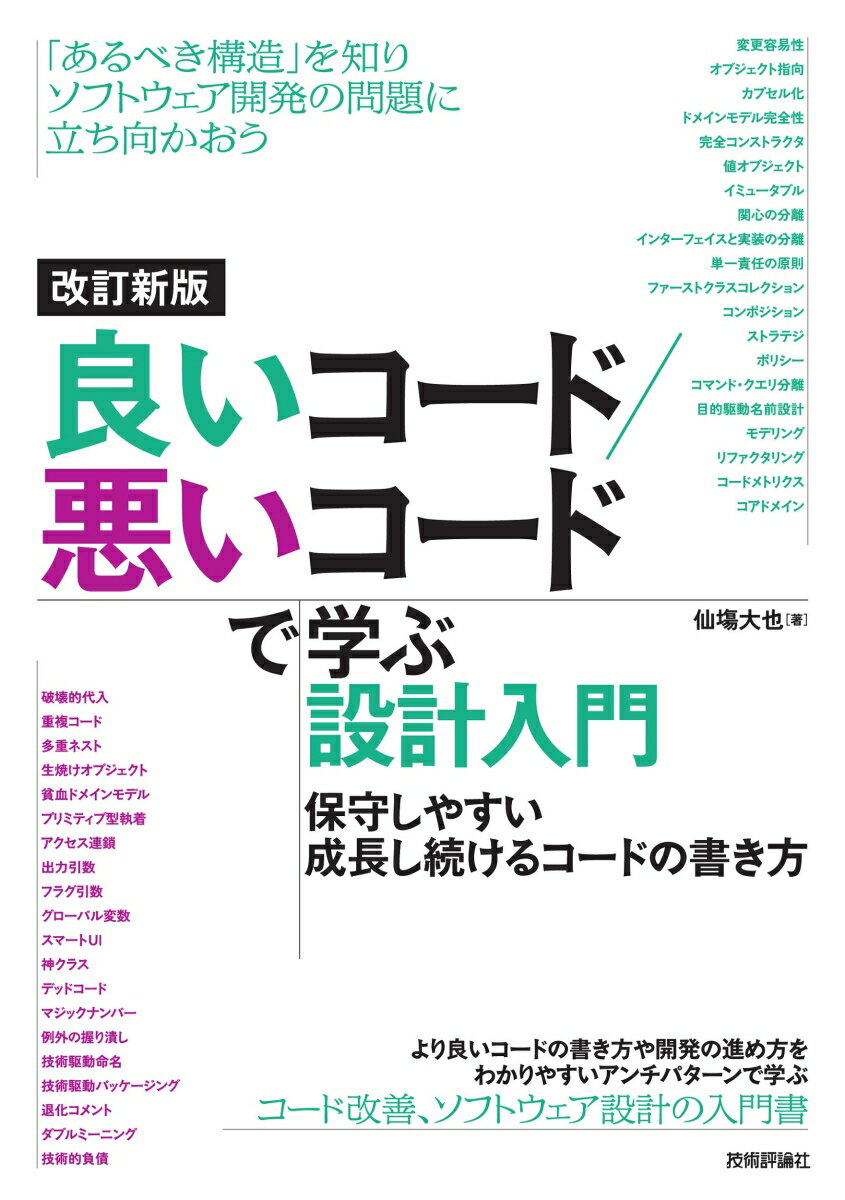 「あるべき構造」を知り
ソフトウェア開発の問題に
立ち向かおう
変更容易性
オブジェクト指向
カプセル化
ドメインモデル完全性
完全コンストラクタ
値オブジェクト
イミュータブル
関心の分離
インターフェイスと実装の分離
単一責任の原則
ファーストクラスコレクション
コンポジション
ストラテジ
ポリシー
コマンド・クエリ分離
目的駆動名前設計
モデリング
リファクタリング
コードメトリクス
コアドメイン
改訂新版
良いコード/
悪いコード
で学ぶ
設計入門
仙塲大也[著]
保守しやすい
成長し続けるコードの書き方
破壊的代入
重複コード
多重ネスト
生焼けオブジェクト
貧血ドメインモデル
プリミティブ型執着
アクセス連鎖
出力引数
フラグ引数
グローバル変数
スマートUI
神クラス
デッドコード
マジックナンバー
例外の握り潰し
技術駆動命名
技術駆動パッケージング
退化コメント
ダブルミーニング
技術的負債
より良いコードの書き方や開発の進め方を
わかりやすいアンチパターンで学ぶ
コード改善、ソフトウェア設計の入門書
技術評論社